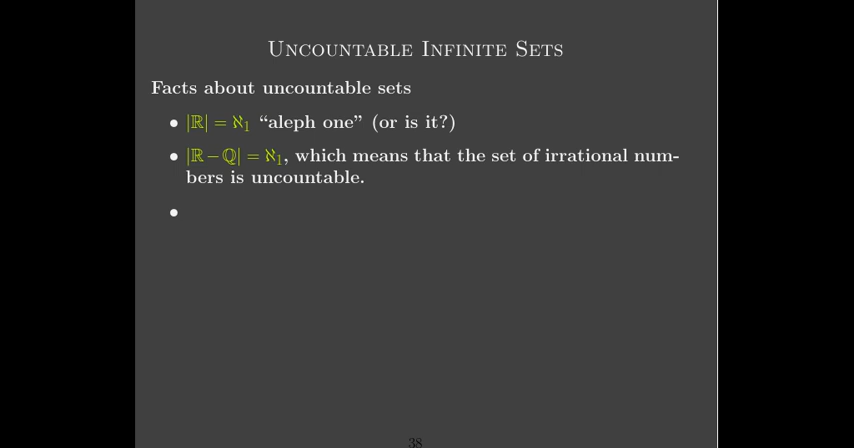 Uncountable Infinite Sets
Facts about uncountable sets
• |ℝ| = ℵ₁ “aleph one” (or is it?)
• |ℝ – ℚ| = ℵ₁, which means that the set of irrational num-
bers is uncountable.
•
38